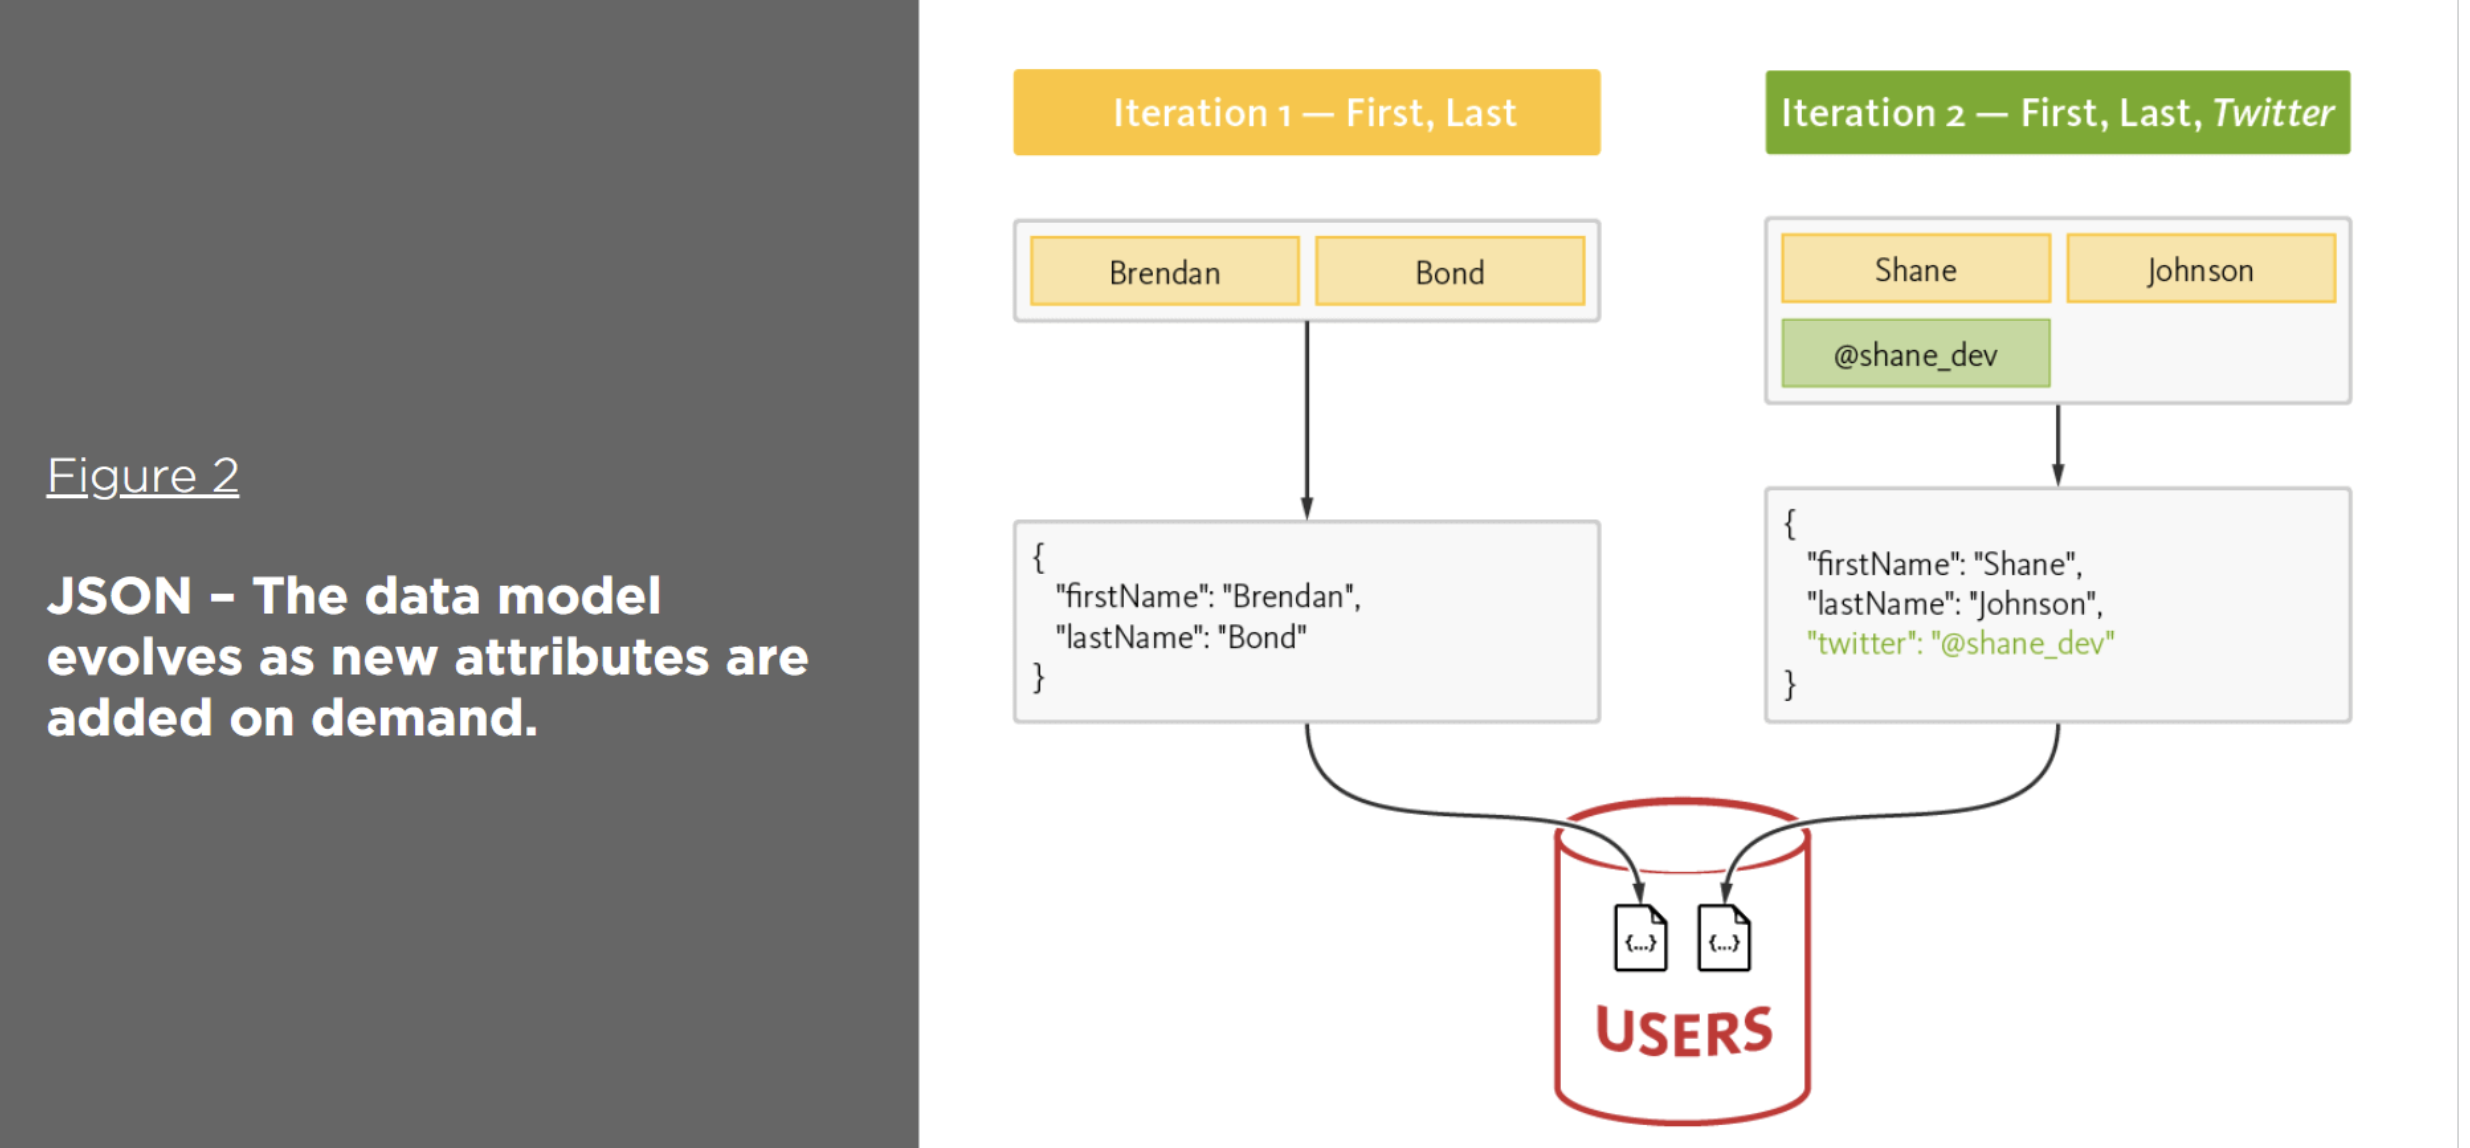 Figure 2
JSON – The data model
evolves as new attributes are
added on demand.
Iteration 1 — First, Last
Brendan
Bond
{
"firstName": "Brendan",
"lastName": "Bond"
}
Iteration 2 — First, Last, Twitter
Shane
Johnson
@shane_dev
{
"firstName": "Shane",
"lastName": "Johnson",
"twitter": "@shane_dev"
}
{...}
{...}
USERS